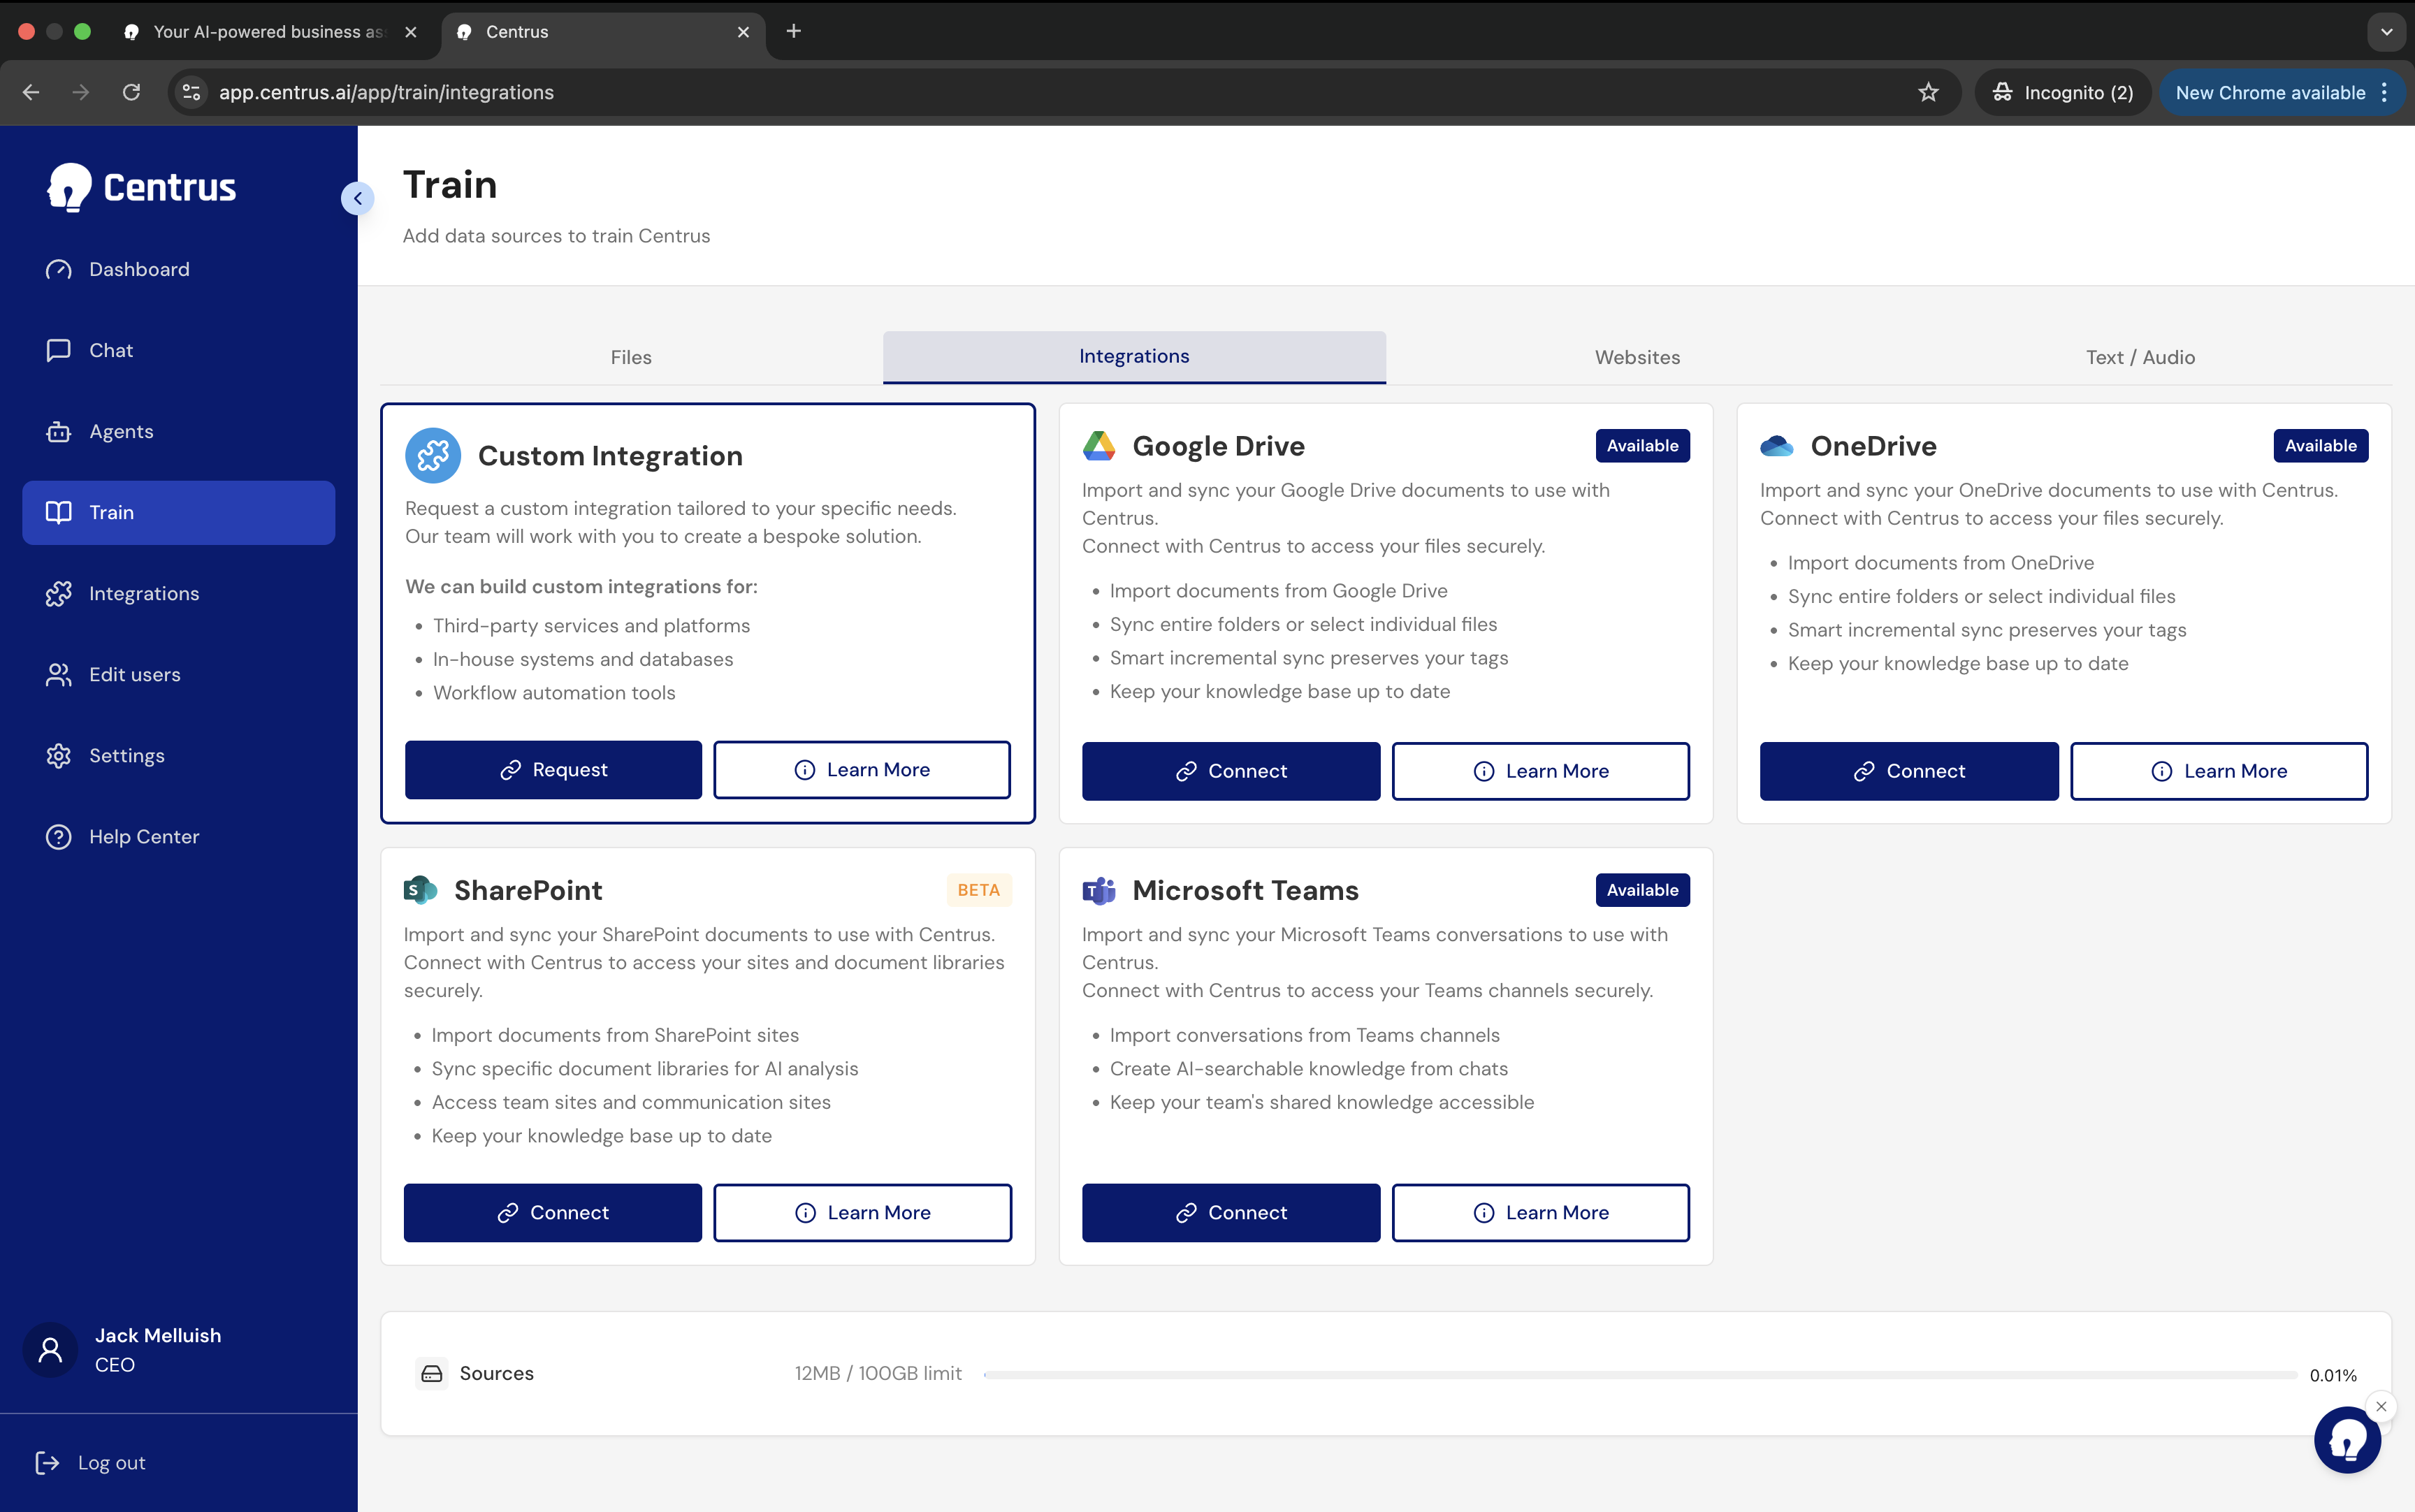 Your AI-powered business as
Centrus
app.centrus.ai/app/train/integrations
Incognito (2)
New Chrome available
Centrus
Dashboard
Chat
Agents
Train
Integrations
Edit users
Settings
Help Center
Jack Melluish
CEO
Log out
Train
Add data sources to train Centrus
Files
Integrations
Websites
Text / Audio
Custom Integration
Request a custom integration tailored to your specific needs.
Our team will work with you to create a bespoke solution.
We can build custom integrations for:
Third-party services and platforms
In-house systems and databases
Workflow automation tools
Request
Learn More
Google Drive
Available
Import and sync your Google Drive documents to use with
Centrus.
Connect with Centrus to access your files securely.
Import documents from Google Drive
Sync entire folders or select individual files
Smart incremental sync preserves your tags
Keep your knowledge base up to date
Connect
Learn More
OneDrive
Available
Import and sync your OneDrive documents to use with Centrus.
Connect with Centrus to access your files securely.
Import documents from OneDrive
Sync entire folders or select individual files
Smart incremental sync preserves your tags
Keep your knowledge base up to date
Connect
Learn More
SharePoint
BETA
Import and sync your SharePoint documents to use with Centrus.
Connect with Centrus to access your sites and document libraries
securely.
Import documents from SharePoint sites
Sync specific document libraries for AI analysis
Access team sites and communication sites
Keep your knowledge base up to date
Connect
Learn More
Microsoft Teams
Available
Import and sync your Microsoft Teams conversations to use with
Centrus.
Connect with Centrus to access your Teams channels securely.
Import conversations from Teams channels
Create AI-searchable knowledge from chats
Keep your team's shared knowledge accessible
Connect
Learn More
Sources
12MB / 100GB limit
0.01%